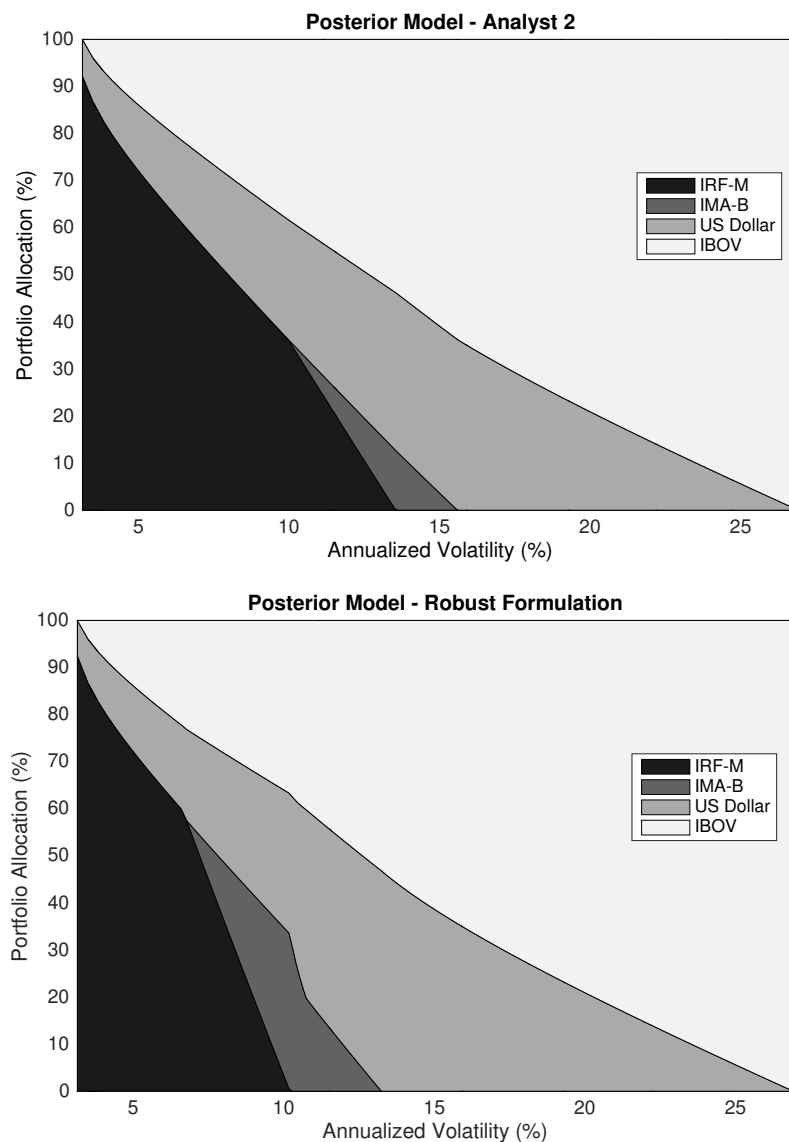 Posterior Model - Analyst 2
Portfolio Allocation (%)
100
90
80
70
60
50
40
30
20
10
0
IRF-M
IMA-B
US Dollar
IBOV
5 10 15 20 25
Annualized Volatility (%)
Posterior Model - Robust Formulation
Portfolio Allocation (%)
100
90
80
70
60
50
40
30
20
10
0
IRF-M
IMA-B
US Dollar
IBOV
5 10 15 20 25
Annualized Volatility (%)